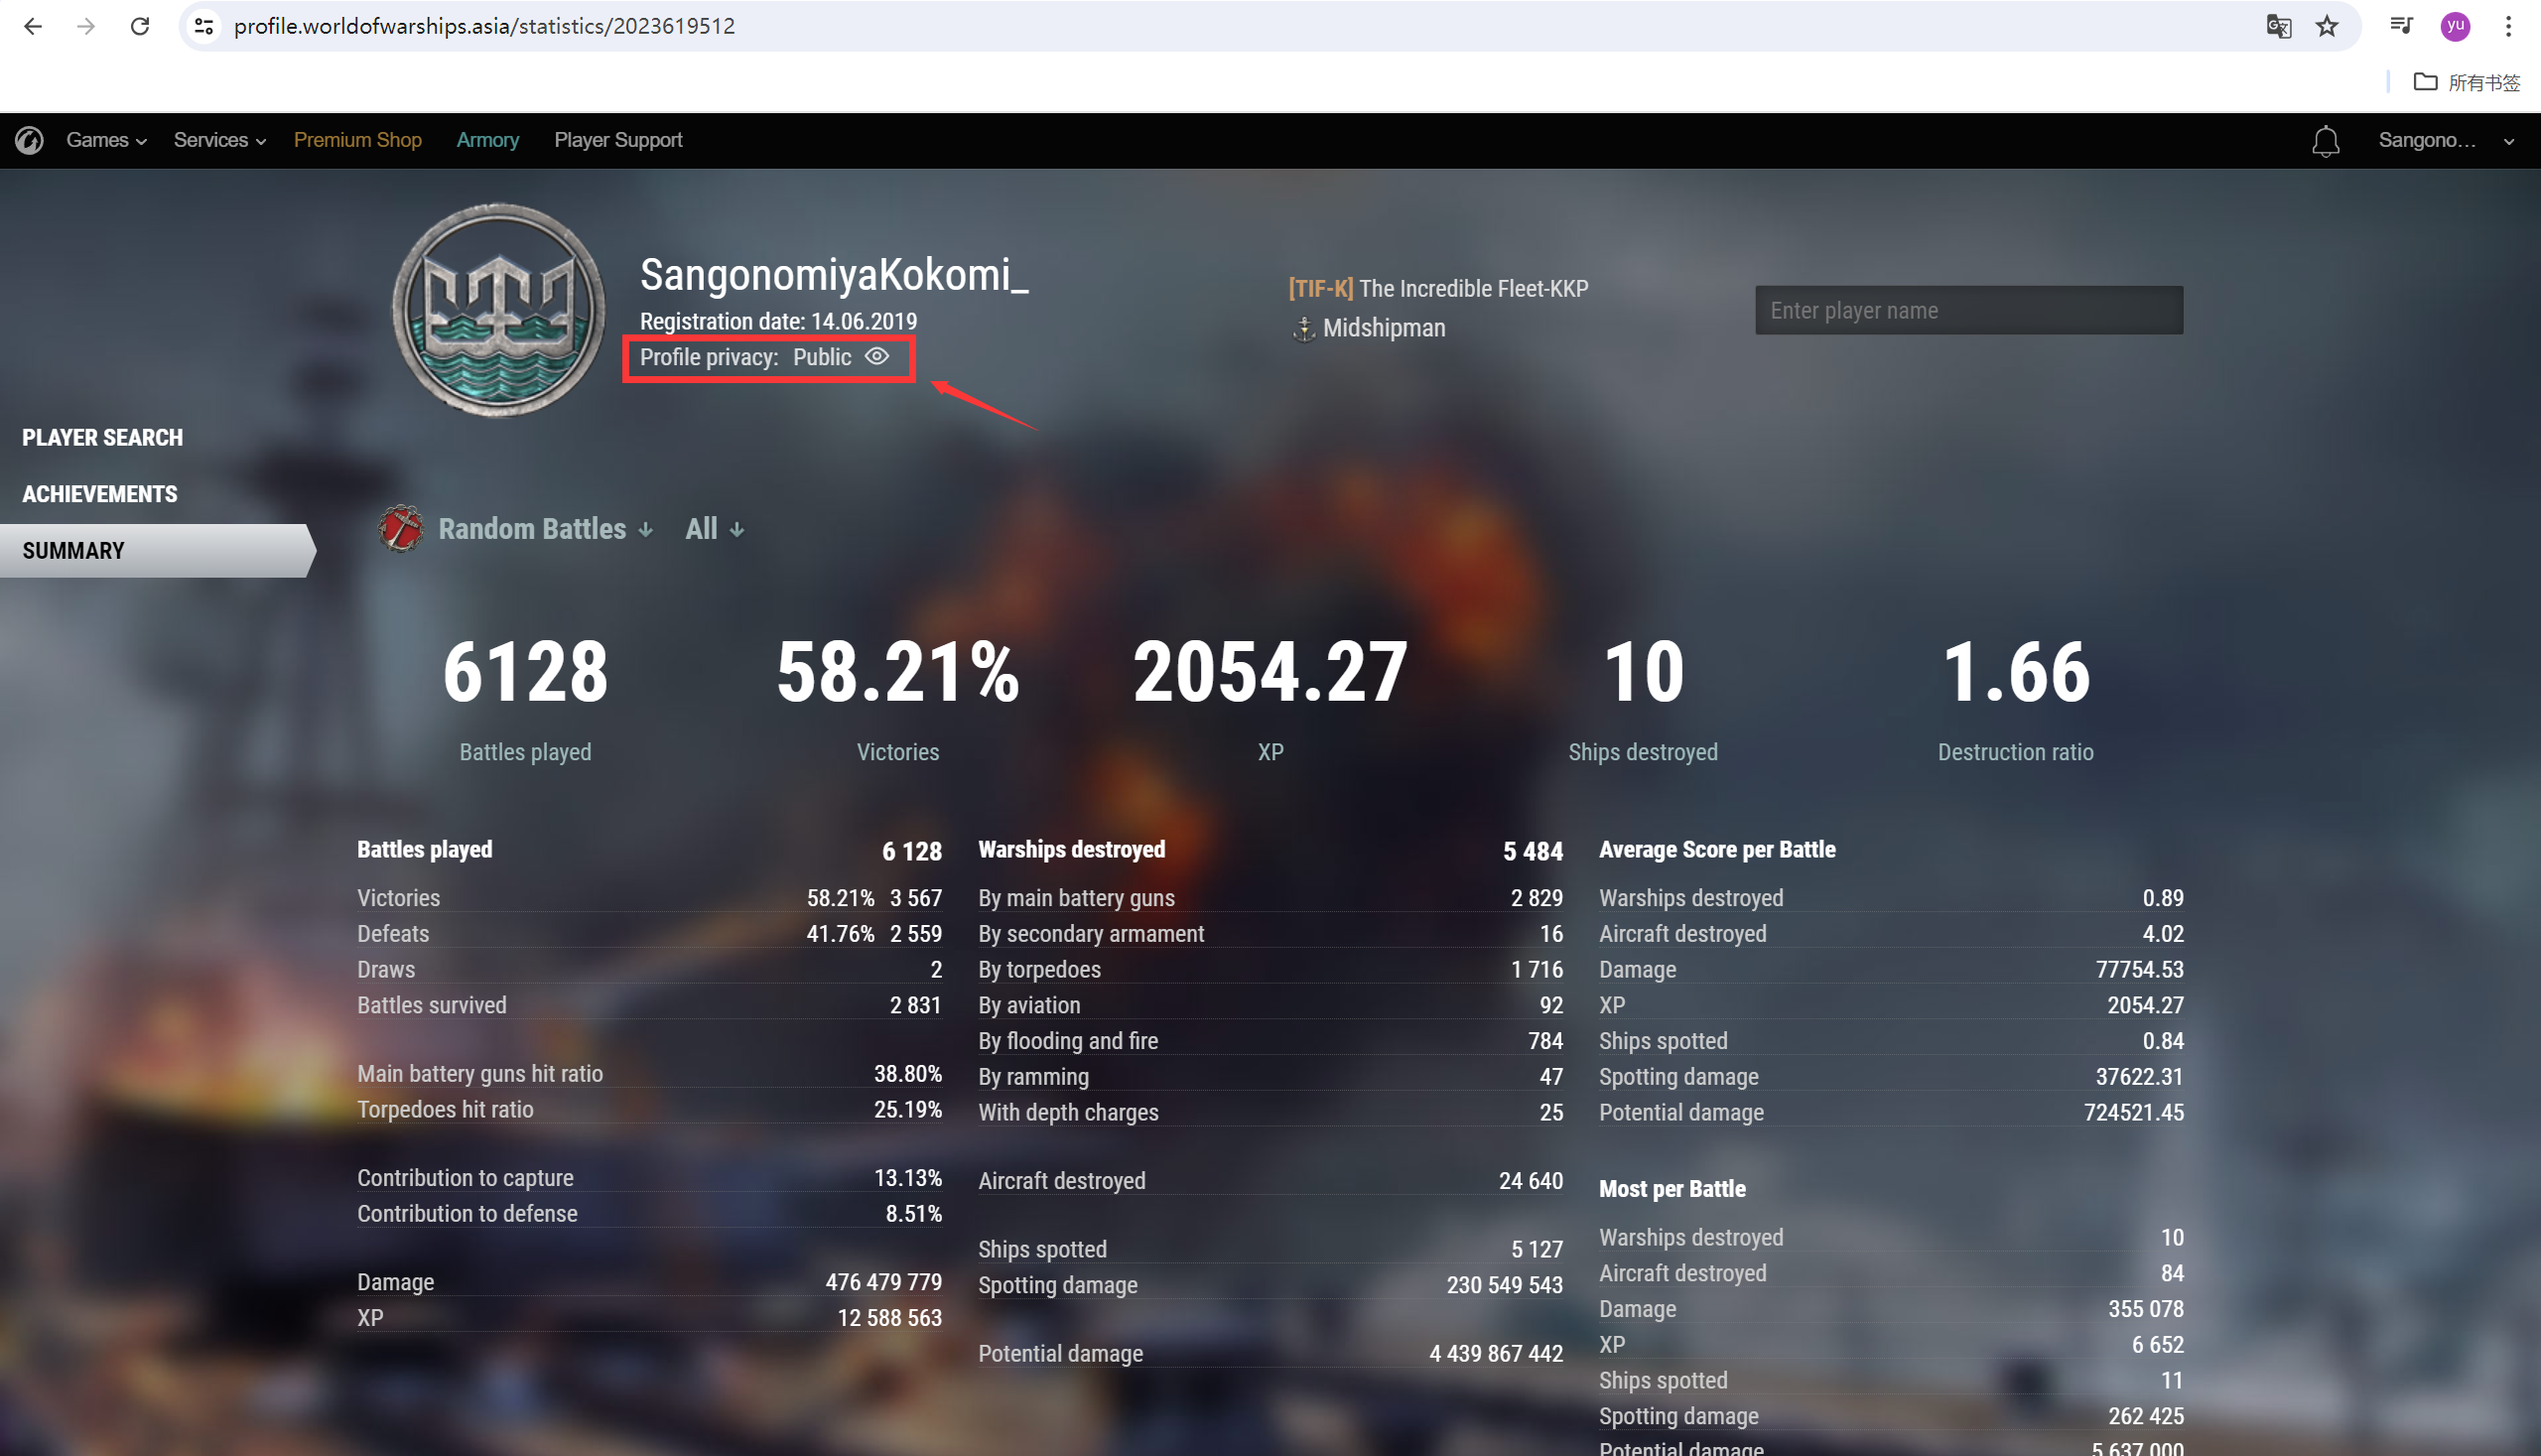 profile.worldofwarships.asia/statistics/2023619512
yu
所有书签
Games Services Premium Shop Armory Player Support Sangono...
SangonomiyaKokomi_
Registration date: 14.06.2019
Profile privacy: Public
[TIF-K] The Incredible Fleet-KKP
Midshipman
Enter player name
PLAYER SEARCH
ACHIEVEMENTS
SUMMARY
Random Battles All
6128 58.21% 2054.27 10 1.66
Battles played Victories XP Ships destroyed Destruction ratio
Battles played 6 128
Victories 58.21% 3 567
Defeats 41.76% 2 559
Draws 2
Battles survived 2 831
Main battery guns hit ratio 38.80%
Torpedoes hit ratio 25.19%
Contribution to capture 13.13%
Contribution to defense 8.51%
Damage 476 479 779
XP 12 588 563
Warships destroyed 5 484
By main battery guns 2 829
By secondary armament 16
By torpedoes 1 716
By aviation 92
By flooding and fire 784
By ramming 47
With depth charges 25
Aircraft destroyed 24 640
Ships spotted 5 127
Spotting damage 230 549 543
Potential damage 4 439 867 442
Average Score per Battle
Warships destroyed 0.89
Aircraft destroyed 4.02
Damage 77754.53
XP 2054.27
Ships spotted 0.84
Spotting damage 37622.31
Potential damage 724521.45
Most per Battle
Warships destroyed 10
Aircraft destroyed 84
Damage 355 078
XP 6 652
Ships spotted 11
Spotting damage 262 425
Potential damage 5 637 000